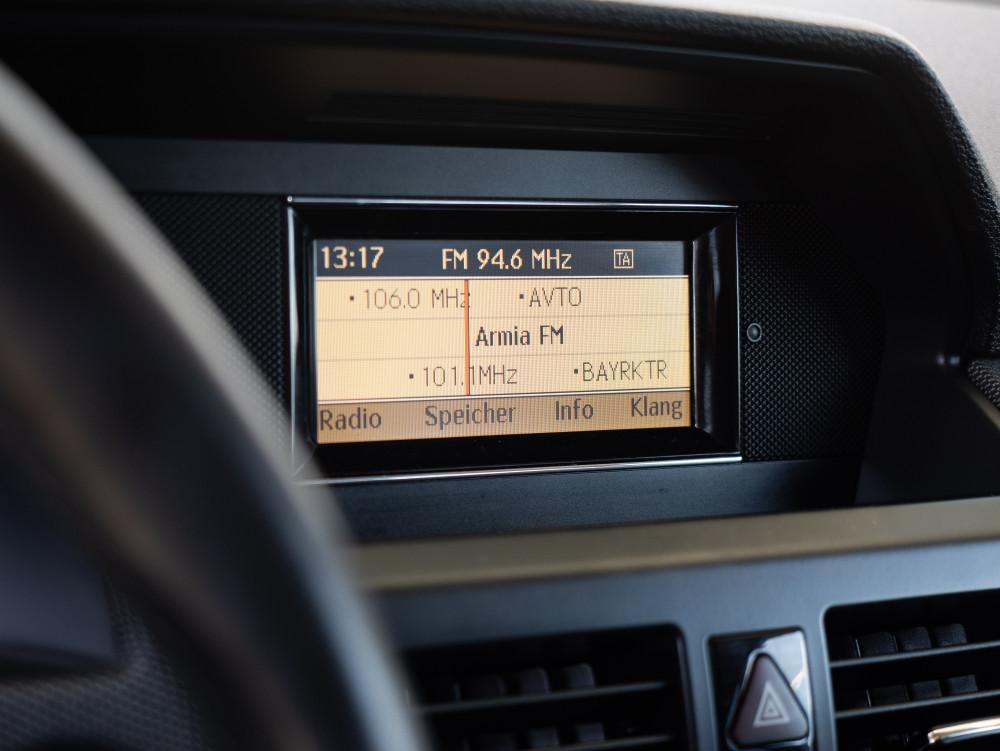 13:17 FM 94.6 MHz TA
• 106.0 MHz • AVTO
Armia FM
• 101.1MHz • BAYRKTR
Radio Speicher Info Klang